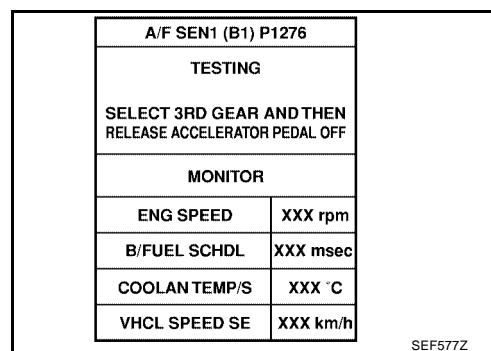 A/F SEN1 (B1) P1276
TESTING
SELECT 3RD GEAR AND THEN
RELEASE ACCELERATOR PEDAL OFF
MONITOR
ENG SPEED XXX rpm
B/FUEL SCHDL XXX msec
COOLAN TEMP/S XXX °C
VHCL SPEED SE XXX km/h
SEF577Z